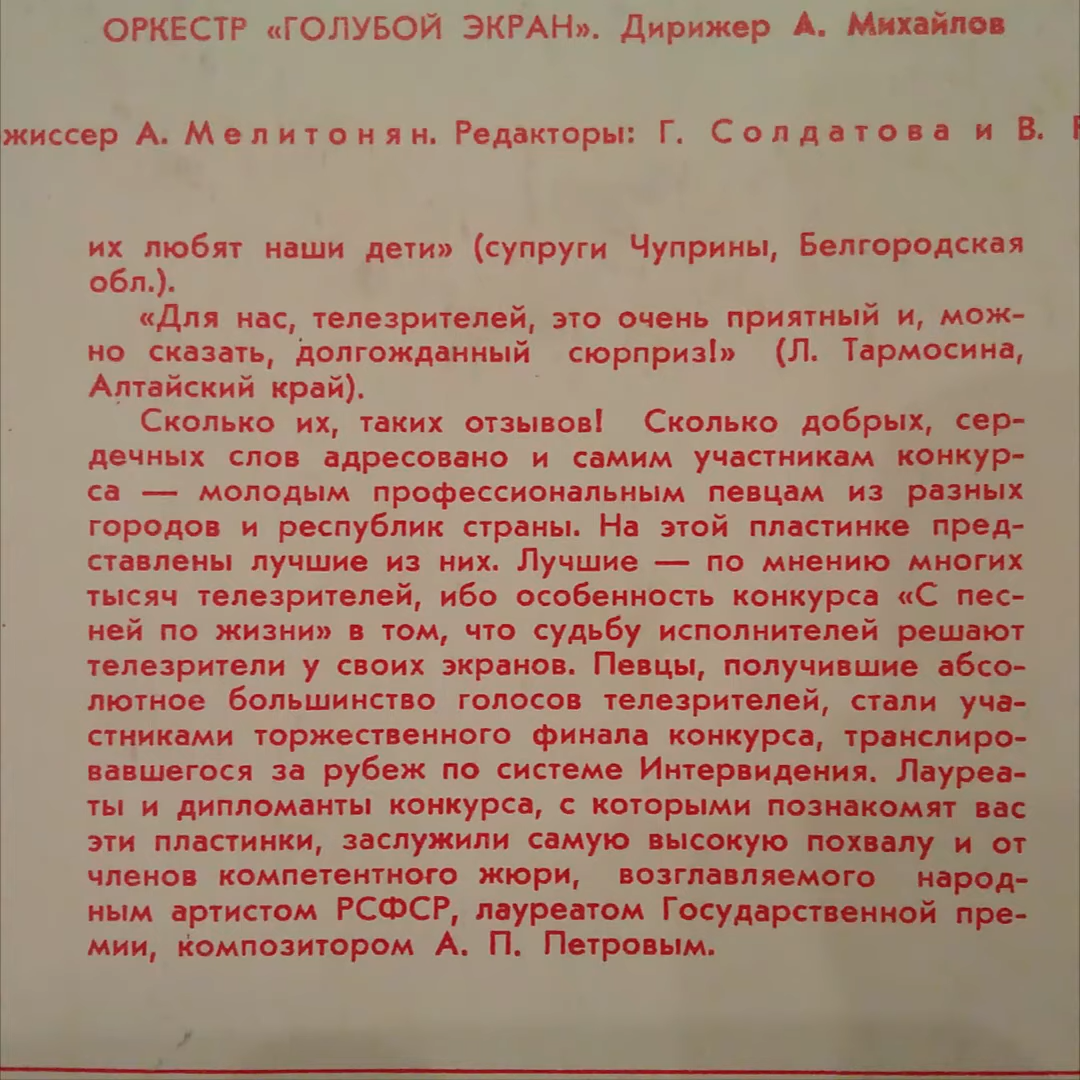 ОРКЕСТР «ГОЛУБОЙ ЭКРАН». Дирижер А. Михайлов
жиссер А. Мелитонян. Редакторы: Г. Солдатова и В.
их любят наши дети» (супруги Чуприны, Белгородская
обл.).
«Для нас, телезрителей, это очень приятный и, мож-
но сказать, долгожданный сюрприз!» (Л. Тармосина,
Алтайский край).
Сколько их, таких отзывов! Сколько добрых, сер-
дечных слов адресовано и самим участникам конкур-
са — молодым профессиональным певцам из разных
городов и республик страны. На этой пластинке пред-
ставлены лучшие из них. Лучшие — по мнению многих
тысяч телезрителей, ибо особенность конкурса «С пес-
ней по жизни» в том, что судьбу исполнителей решают
телезрители у своих экранов. Певцы, получившие абсо-
лютное большинство голосов телезрителей, стали уча-
стниками торжественного финала конкурса, транслиро-
вавшегося за рубеж по системе Интервидения. Лауреа-
ты и дипломанты конкурса, с которыми познакомят вас
эти пластинки, заслужили самую высокую похвалу и от
членов компетентного жюри, возглавляемого народ-
ным артистом РСФСР, лауреатом Государственной пре-
мии, композитором А. П. Петровым.